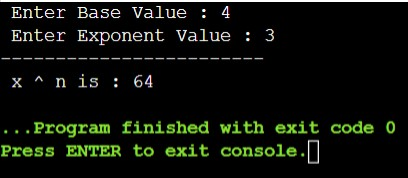 Enter Base Value : 4
Enter Exponent Value : 3
-----------------------
x ^ n is : 64
...Program finished with exit code 0
Press ENTER to exit console.